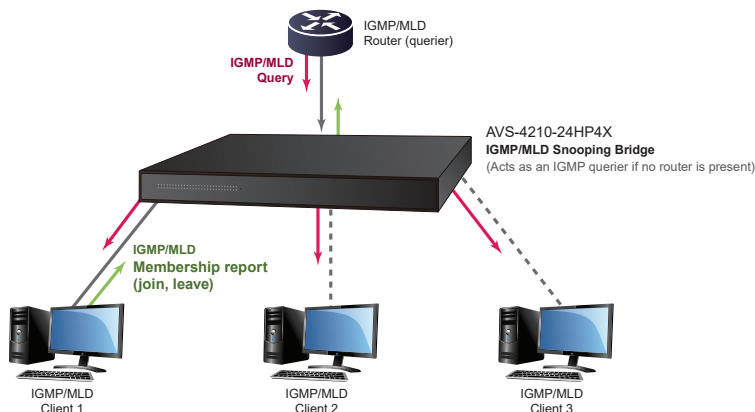 IGMP/MLD
Router (querier)
IGMP/MLD
Query
AVS-4210-24HP4X
IGMP/MLD Snooping Bridge
(Acts as an IGMP querier if no router is present)
IGMP/MLD
Membership report
(join, leave)
IGMP/MLD
Client 1
IGMP/MLD
Client 2
IGMP/MLD
Client 3